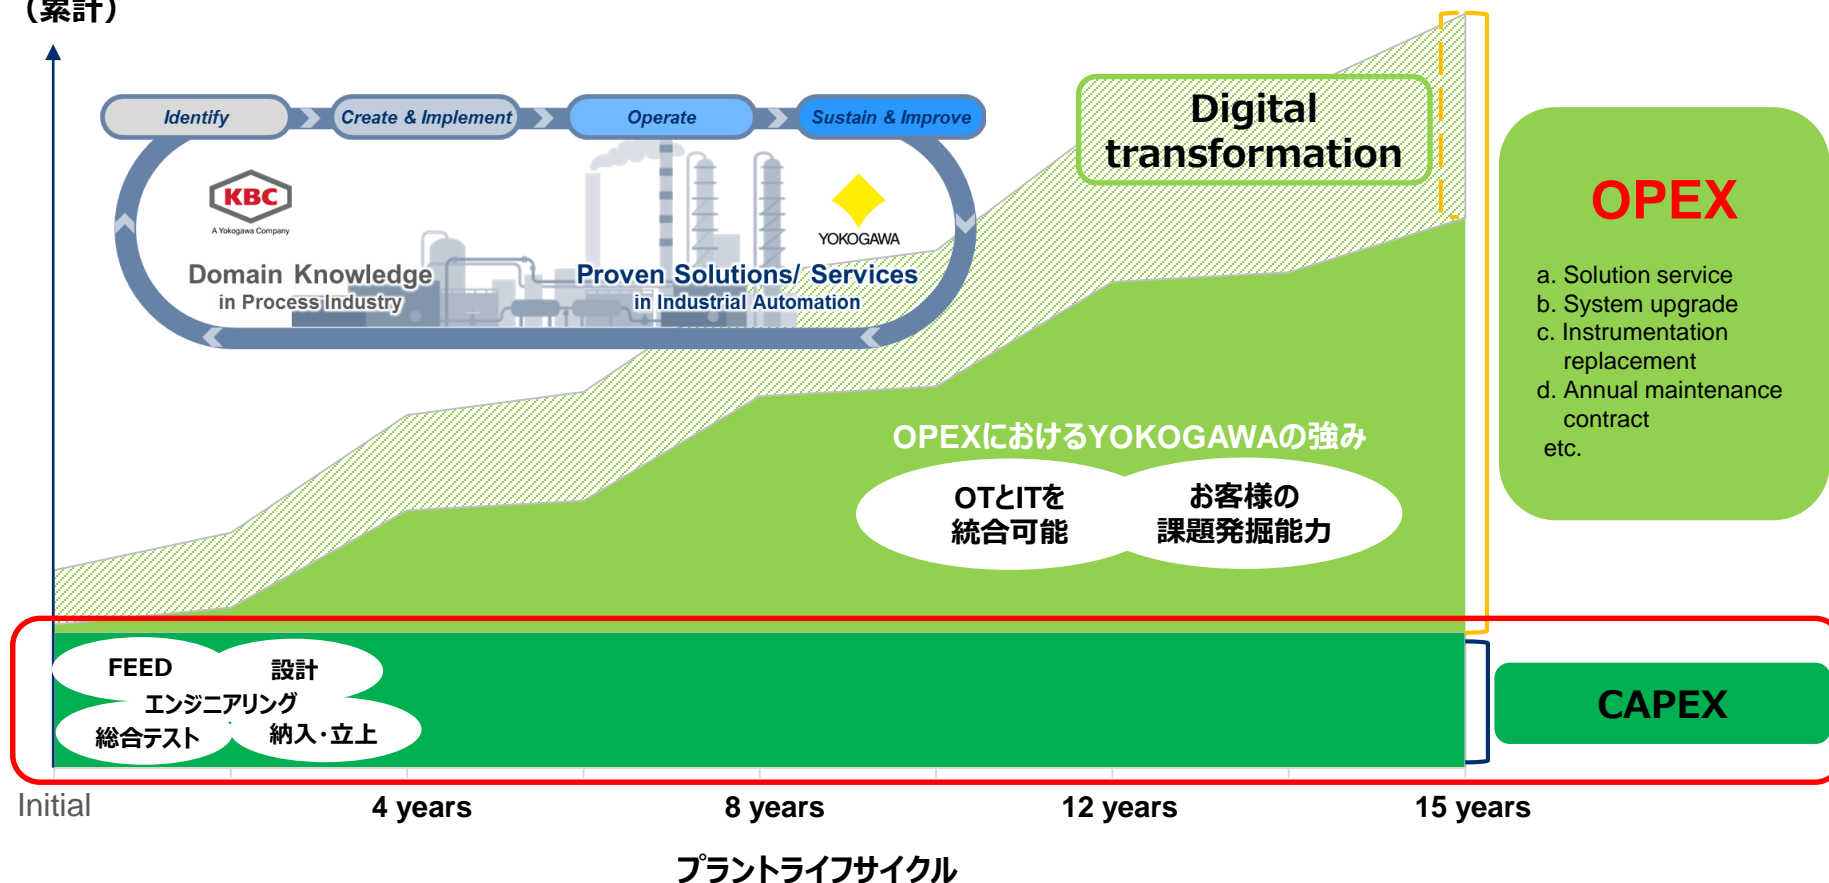 （累計）
Identify
Create & Implement
Operate
Sustain & Improve
KBC
A Yokogawa Company
YOKOGAWA
Domain Knowledge
in Process Industry
Proven Solutions/ Services
in Industrial Automation
Digital
transformation
OPEX
a. Solution service
b. System upgrade
c. Instrumentation
replacement
d. Annual maintenance
contract
etc.
OPEXにおけるYOKOGAWAの強み
OTとITを
統合可能
お客様の
課題発掘能力
FEED
設計
エンジニアリング
総合テスト
納入・立上
CAPEX
Initial
4 years
8 years
12 years
15 years
プラントライフサイクル